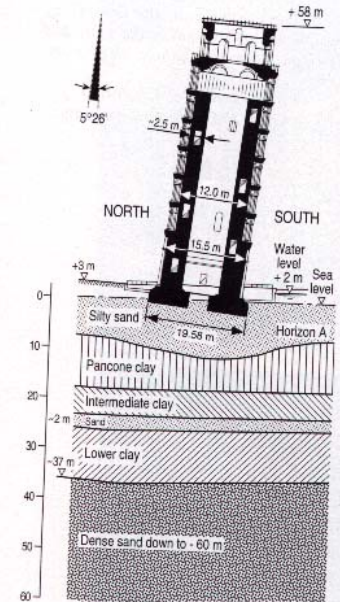 + 58 m
5°26'
~2.5 m
12.0 m
NORTH
SOUTH
15.5 m
Water
level
+ 2 m
Sea
level
+3 m
0
Silty sand
19.58 m
Horizon A
10
Pancone clay
20
Intermediate clay
~2 m
Sand
30
Lower clay
-37 m
40
50
Dense sand down to - 60 m
60